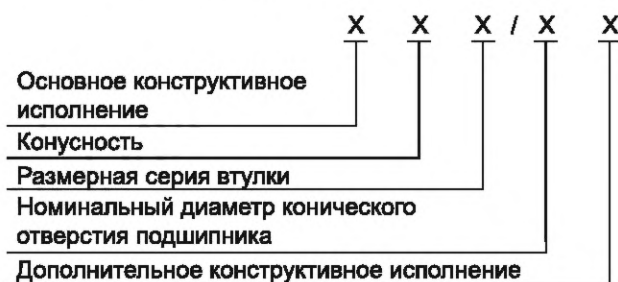 X X X / X X
Основное конструктивное
исполнение
Конусность
Размерная серия втулки
Номинальный диаметр конического
отверстия подшипника
Дополнительное конструктивное исполнение